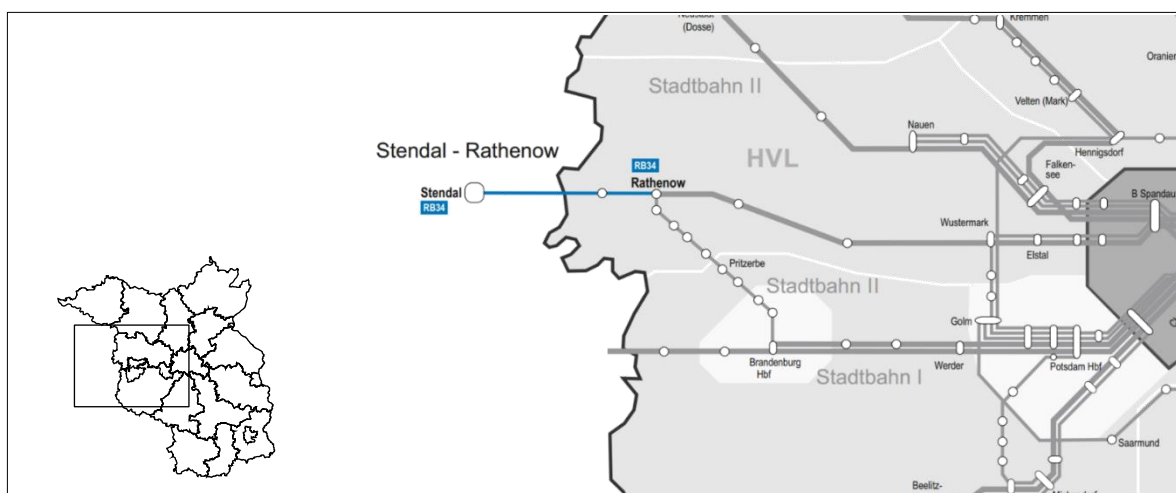 Neustadt
(Dosse)
Kremmen
Oranien
Stadtbahn II
Velten (Mark)
Nauen
Hennigsdorf
Stendal - Rathenow
HVL
Falken-
see
RB34
Rathenow
Stendal
RB34
B Spandau
Wustermark
Elstal
Pritzerbe
Stadtbahn II
Golm
Brandenburg
Hbf
Werder
Potsdam Hbf
Stadtbahn I
Saarmund
Beelitz-